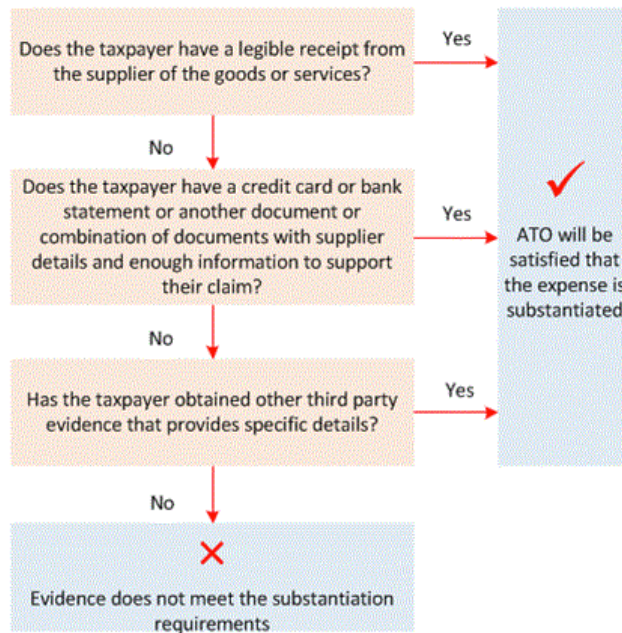 Does the taxpayer have a legible receipt from
the supplier of the goods or services?
Yes
No
Does the taxpayer have a credit card or bank
statement or another document or
combination of documents with supplier
details and enough information to support
their claim?
Yes
ATO will be
satisfied that
the expense is
substantiated
No
Has the taxpayer obtained other third party
evidence that provides specific details?
Yes
No
Evidence does not meet the substantiation
requirements